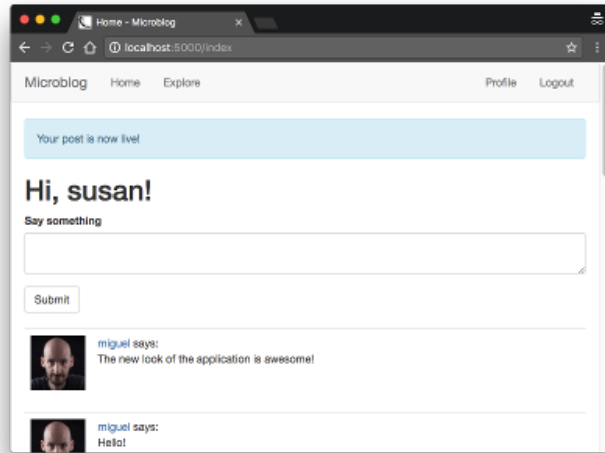 Home - Microblog
localhost:5000/index
Microblog Home Explore Profile Logout
Your post is now live!
Hi, susan!
Say something
Submit
miguel says:
The new look of the application is awesome!
miguel says:
Hello!